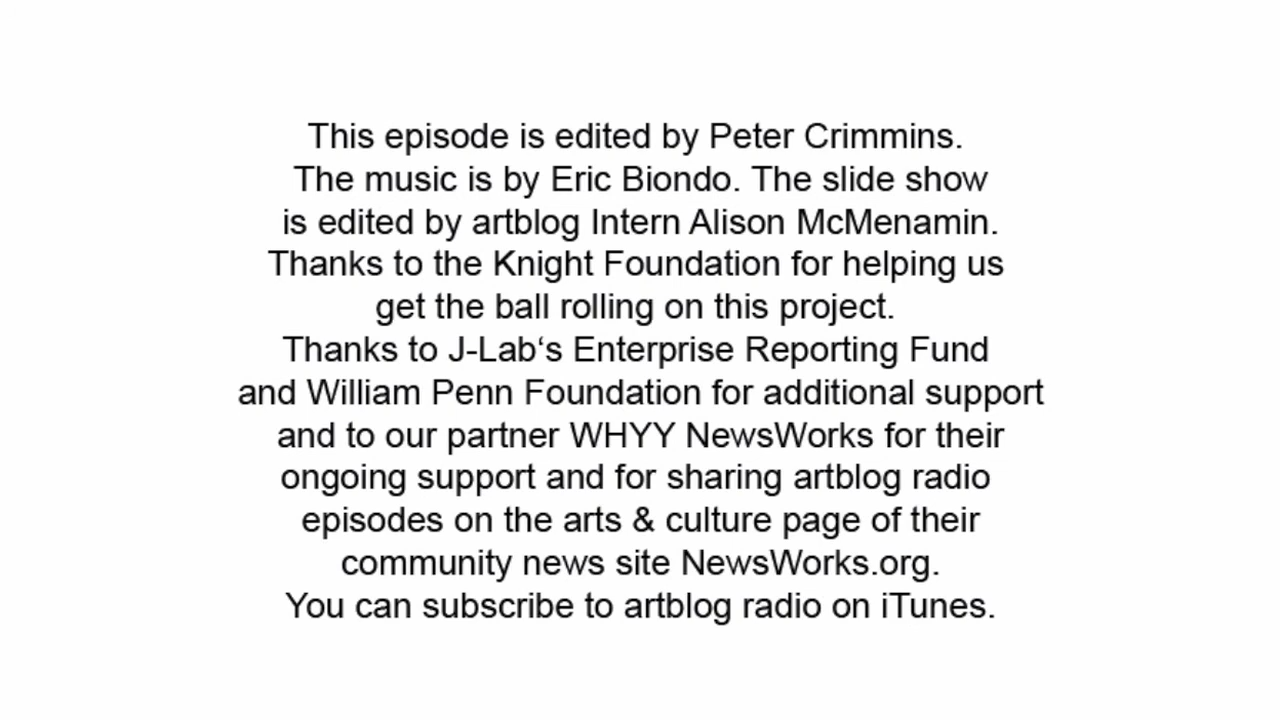 This episode is edited by Peter Crimmins.
The music is by Eric Biondo. The slide show
is edited by artblog Intern Alison McMenamin.
Thanks to the Knight Foundation for helping us
get the ball rolling on this project.
Thanks to J-Lab‘s Enterprise Reporting Fund
and William Penn Foundation for additional support
and to our partner WHYY NewsWorks for their
ongoing support and for sharing artblog radio
episodes on the arts & culture page of their
community news site NewsWorks.org.
You can subscribe to artblog radio on iTunes.